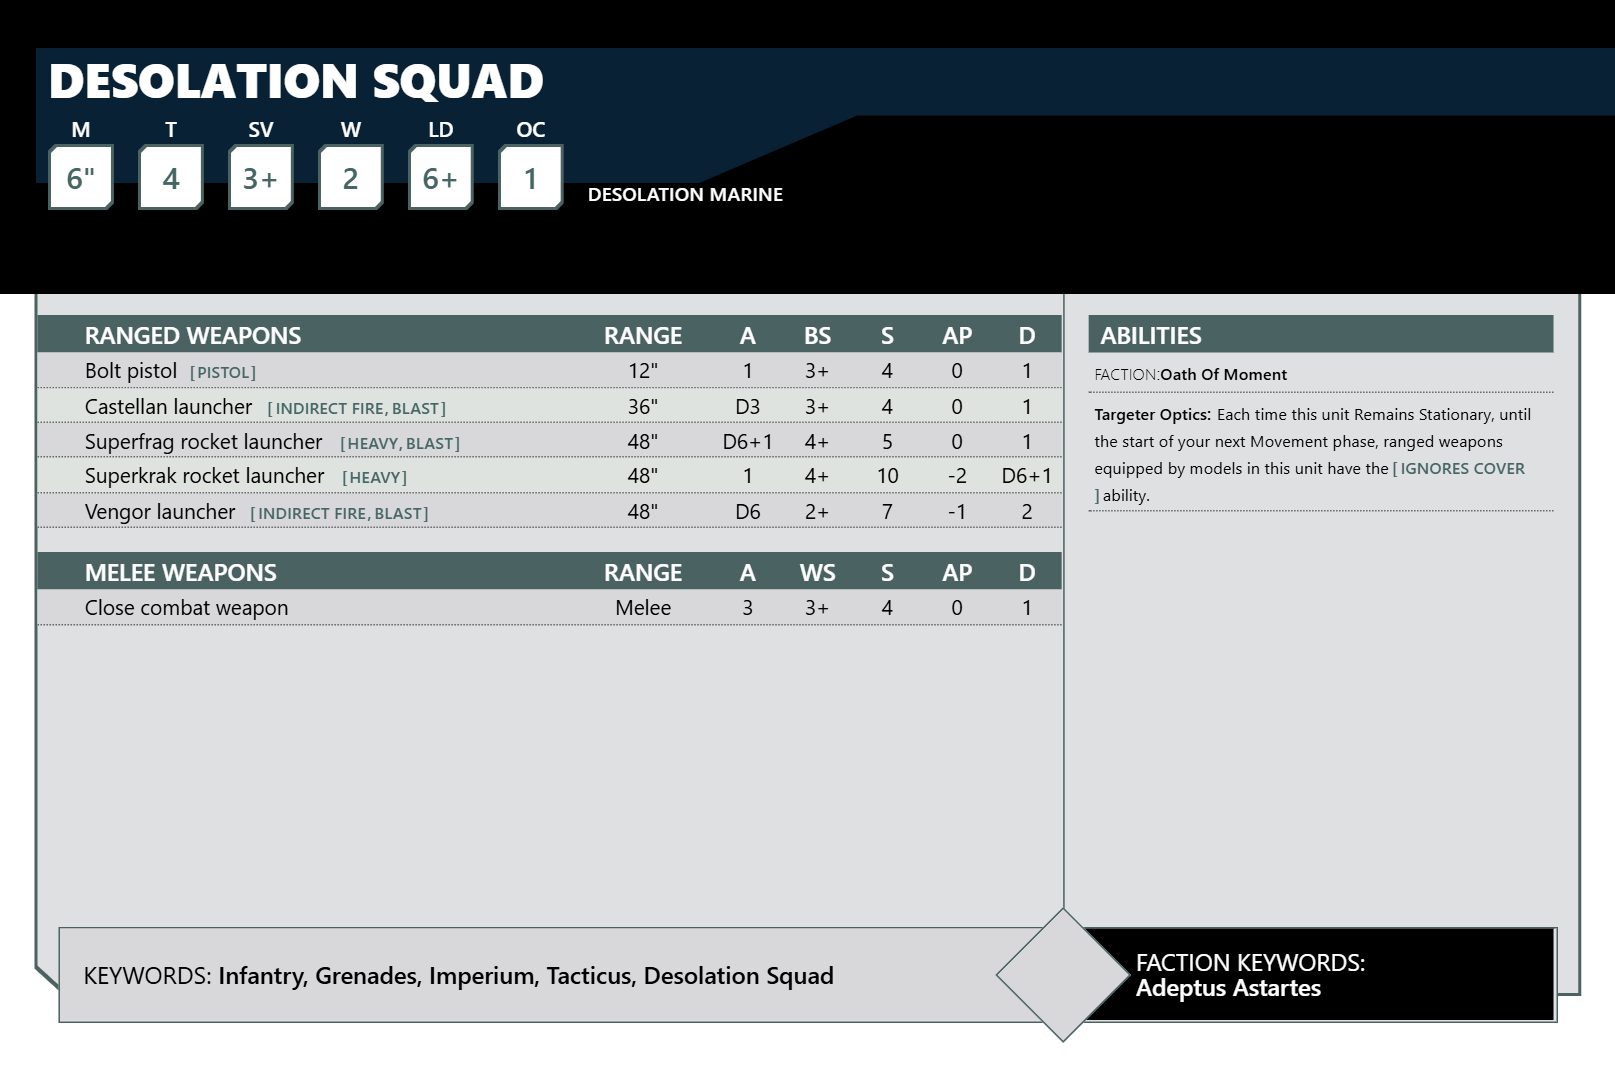 DESOLATION SQUAD
M T SV W LD OC
6" 4 3+ 2 6+ 1
DESOLATION MARINE
RANGED WEAPONS RANGE A BS S AP D
Bolt pistol [PISTOL] 12" 1 3+ 4 0 1
Castellan launcher [INDIRECT FIRE, BLAST] 36" D3 3+ 4 0 1
Superfrag rocket launcher [HEAVY, BLAST] 48" D6+1 4+ 5 0 1
Superkrak rocket launcher [HEAVY] 48" 1 4+ 10 -2 D6+1
Vengor launcher [INDIRECT FIRE, BLAST] 48" D6 2+ 7 -1 2
MELEE WEAPONS RANGE A WS S AP D
Close combat weapon Melee 3 3+ 4 0 1
ABILITIES
FACTION:Oath Of Moment
Targeter Optics: Each time this unit Remains Stationary, until
the start of your next Movement phase, ranged weapons
equipped by models in this unit have the [ IGNORES COVER
] ability.
KEYWORDS: Infantry, Grenades, Imperium, Tacticus, Desolation Squad
FACTION KEYWORDS:
Adeptus Astartes